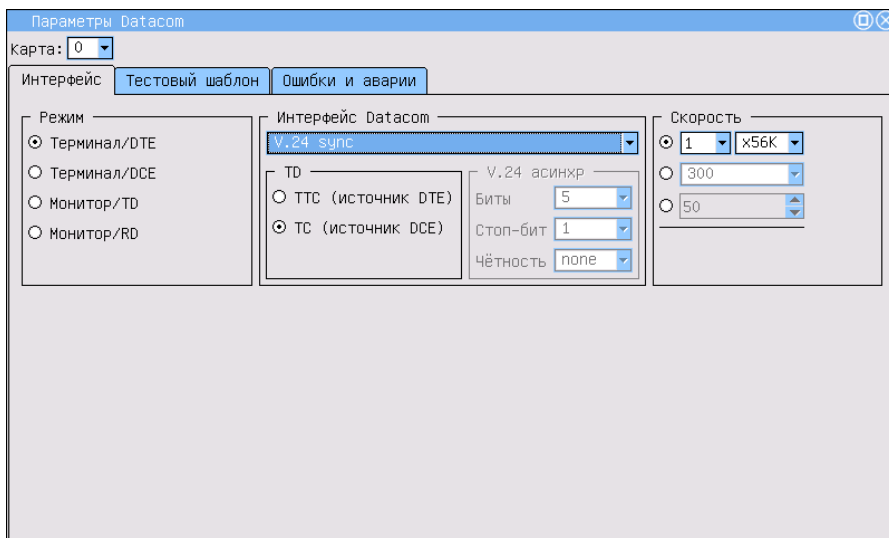 Параметры Datacom
Карта: 0
Интерфейс Тестовый шаблон Ошибки и аварии
Режим
Терминал/DTE
Терминал/DCE
Монитор/TD
Монитор/RD
Интерфейс Datacom
V.24 sync
TD
TTC (источник DTE)
TC (источник DCE)
V.24 асинхр
Биты 5
Стоп-бит 1
Чётность none
Скорость
1 x56K
300
50